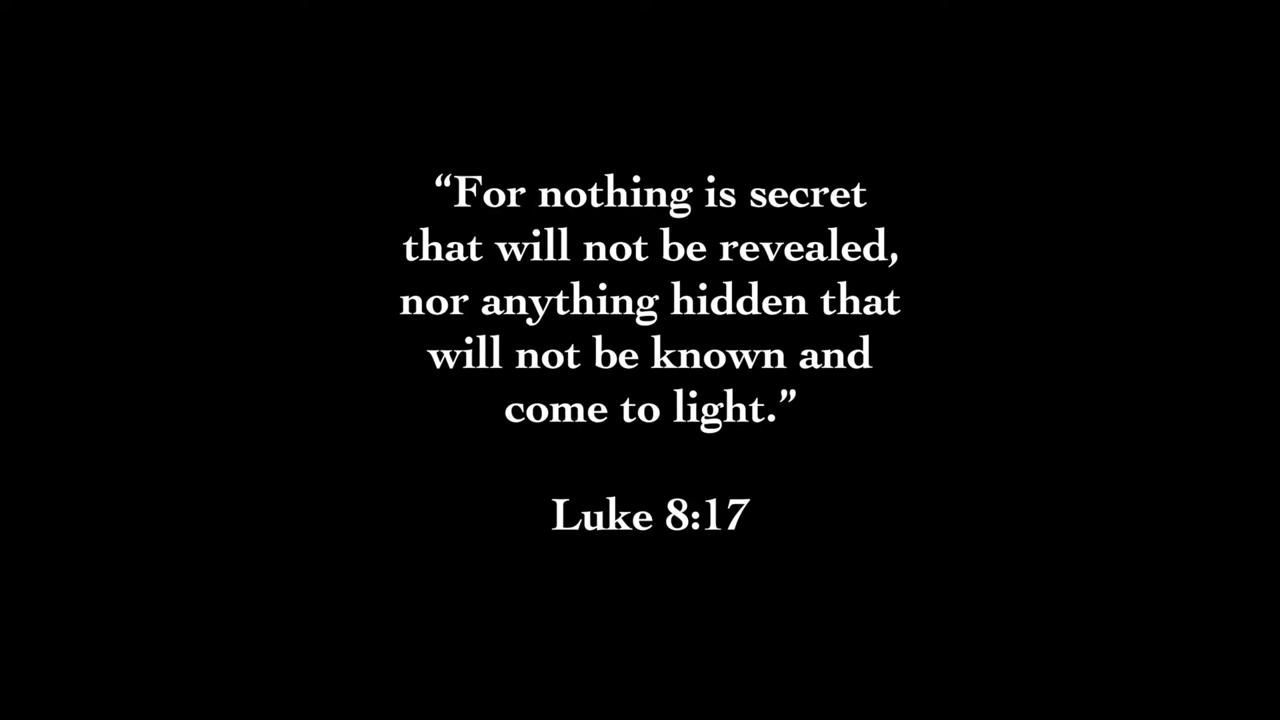 “For nothing is secret
that will not be revealed,
nor anything hidden that
will not be known and
come to light.”
Luke 8:17